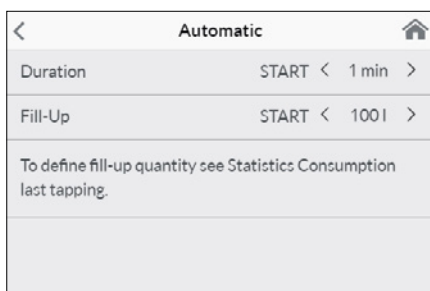 Automatic
Duration START < 1 min >
Fill-Up START < 100 l >
To define fill-up quantity see Statistics Consumption
last tapping.